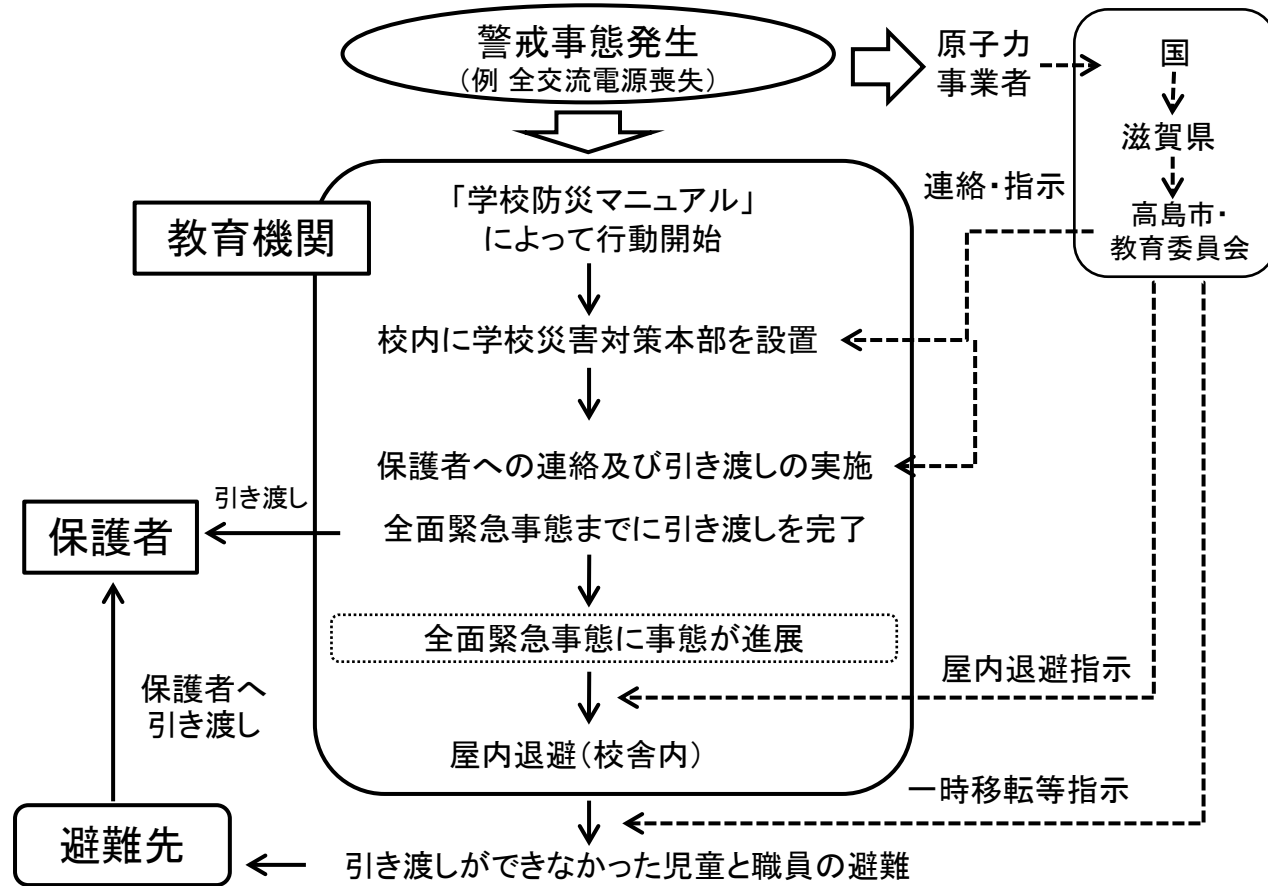 警戒事態発生
（例 全交流電源喪失）
原子力
事業者
国
滋賀県
高島市・
教育委員会
連絡・指示
教育機関
「学校防災マニュアル」
によって行動開始
校内に学校災害対策本部を設置
保護者への連絡及び引き渡しの実施
引き渡し
保護者
全面緊急事態までに引き渡しを完了
全面緊急事態に事態が進展
屋内退避指示
保護者へ
引き渡し
屋内退避（校舎内）
一時移転等指示
避難先
引き渡しができなかった児童と職員の避難